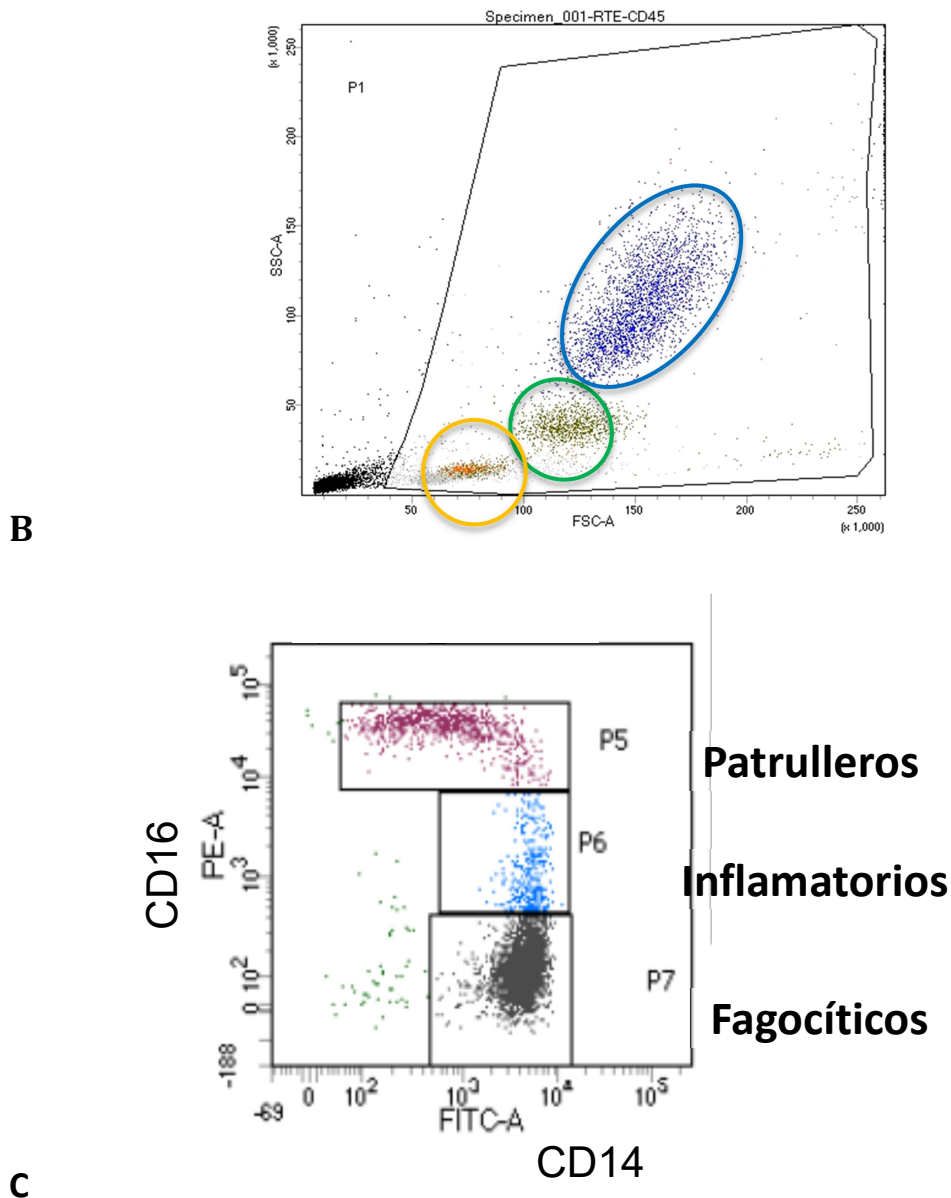 Specimen_001-RTE-CD45
(x 1,000)
250
200
150
100
50
SSC-A
P1
50
100
150
200
250
FSC-A
(x 1,000)
B
10^5
10^4
10^3
10^2
0
-188
CD16
PE-A
P5
P6
P7
Patrulleros
Inflamatorios
Fagocíticos
-69
0
10^2
10^3
10^4
10^5
FITC-A
CD14
C